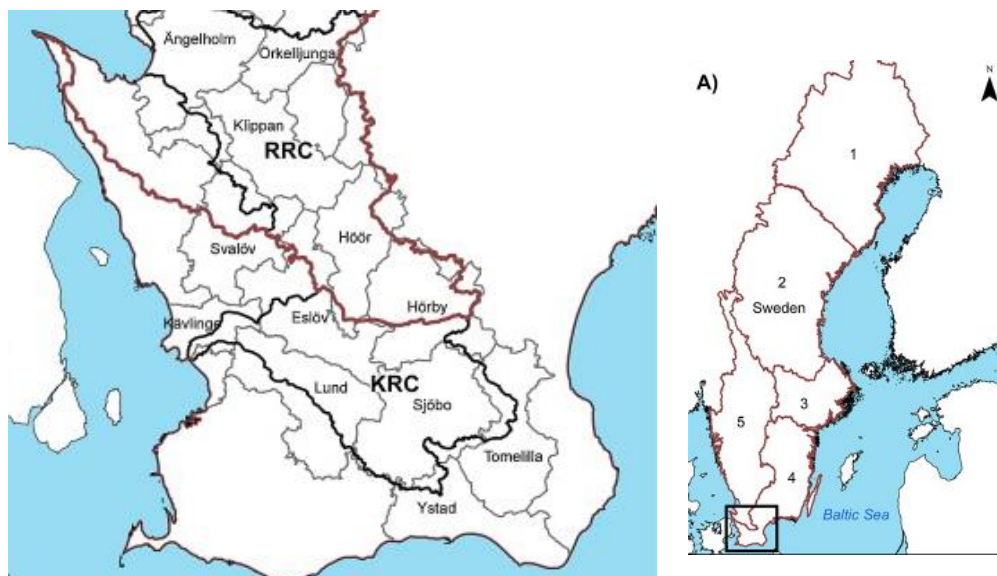 Ängelholm
Örkelljunga
Klippan
RRC
Höör
Svalöv
Hörby
Kävlinge
Eslöv
Lund
KRC
Sjöbo
Tomelilla
Ystad
A)
N
1
2
Sweden
3
5
4
Baltic Sea